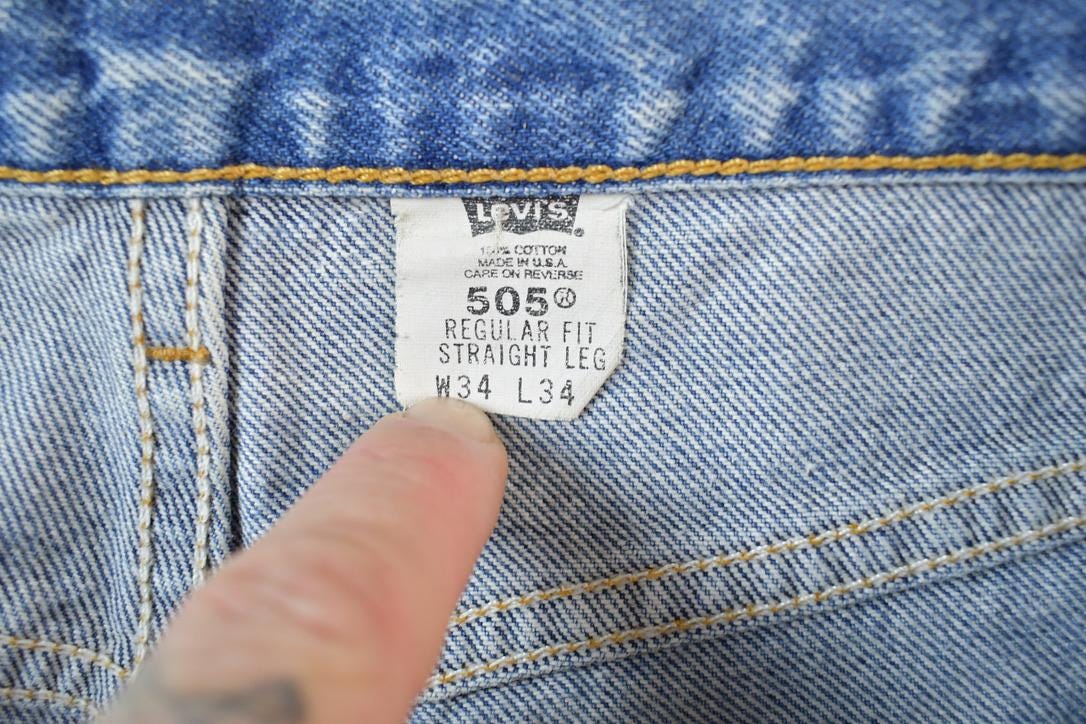 LEVI'S®
100% COTTON
MADE IN U.S.A.
CARE ON REVERSE
505®
REGULAR FIT
STRAIGHT LEG
W34 L34